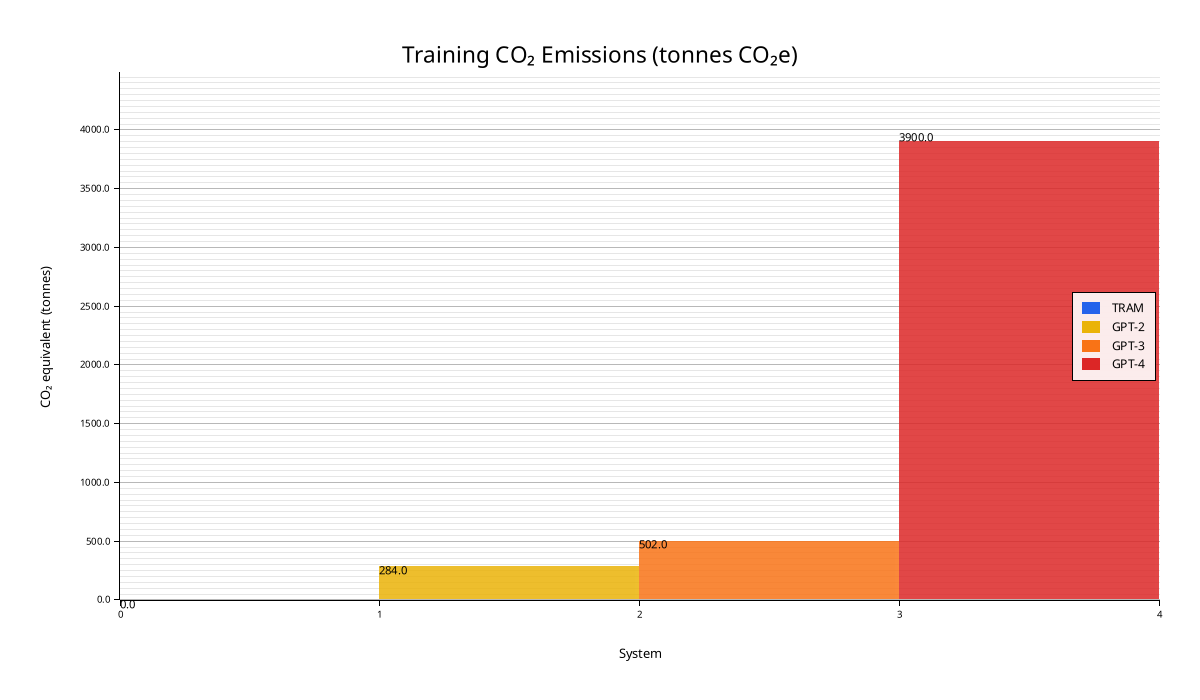 Training CO₂ Emissions (tonnes CO₂e)
CO₂ equivalent (tonnes)
4000.0
3500.0
3000.0
2500.0
2000.0
1500.0
1000.0
500.0
0.0
0.0
284.0
502.0
3900.0
TRAM
GPT-2
GPT-3
GPT-4
0
1
2
3
4
System